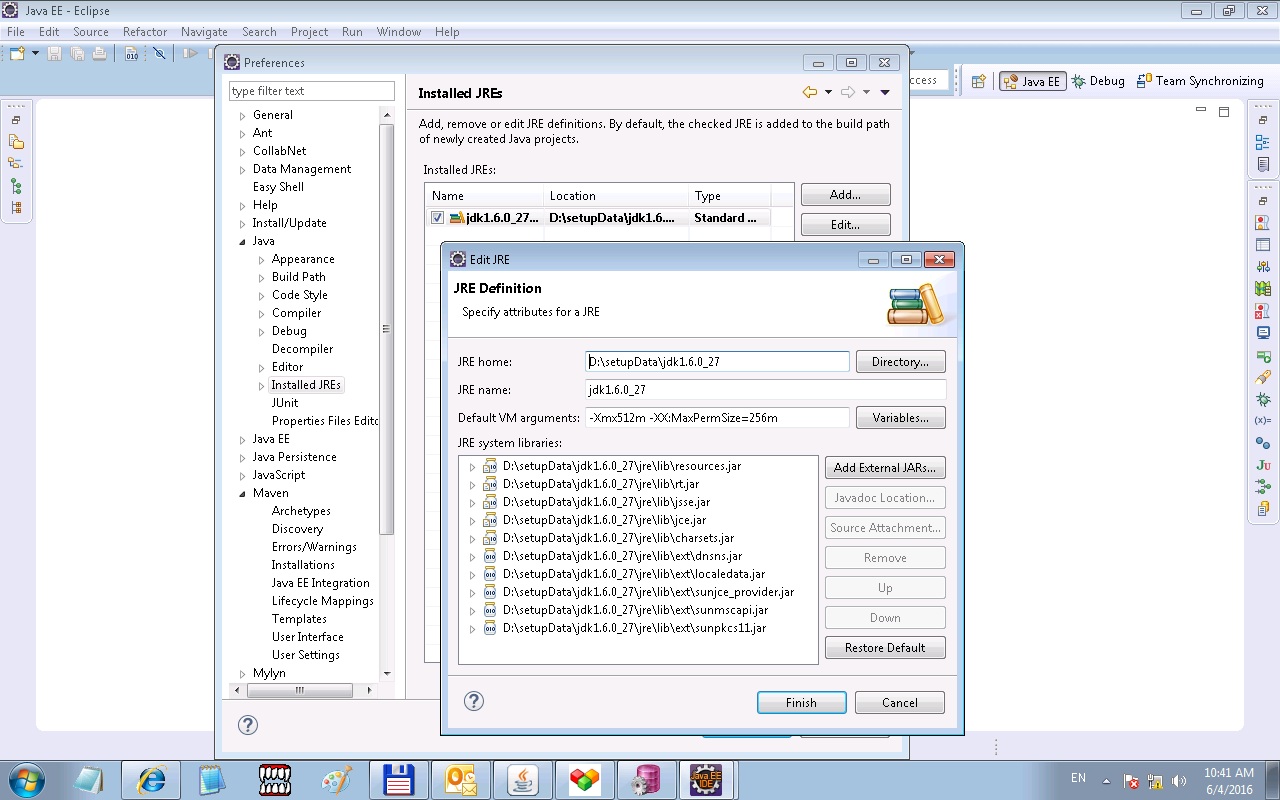 Java EE - Eclipse
File Edit Source Refactor Navigate Search Project Run Window Help
Java EE Debug Team Synchronizing
Preferences
type filter text
General
Ant
CollabNet
Data Management
Easy Shell
Help
Install/Update
Java
Appearance
Build Path
Code Style
Compiler
Debug
Decompiler
Editor
Installed JREs
JUnit
Properties Files Editc
Java EE
Java Persistence
JavaScript
Maven
Archetypes
Discovery
Errors/Warnings
Installations
Java EE Integration
Lifecycle Mappings
Templates
User Interface
User Settings
Mylyn
Installed JREs
Add, remove or edit JRE definitions. By default, the checked JRE is added to the build path
of newly created Java projects.
Installed JREs:
Name Location Type
jdk1.6.0_27... D:\setupData\jdk1.6.... Standard ...
Add...
Edit...
Edit JRE
JRE Definition
Specify attributes for a JRE
JRE home: D:\setupData\jdk1.6.0_27 Directory...
JRE name: jdk1.6.0_27
Default VM arguments: -Xmx512m -XX:MaxPermSize=256m Variables...
JRE system libraries:
D:\setupData\jdk1.6.0_27\jre\lib\resources.jar
D:\setupData\jdk1.6.0_27\jre\lib\rt.jar
D:\setupData\jdk1.6.0_27\jre\lib\jsse.jar
D:\setupData\jdk1.6.0_27\jre\lib\jce.jar
D:\setupData\jdk1.6.0_27\jre\lib\charsets.jar
D:\setupData\jdk1.6.0_27\jre\lib\ext\dnsns.jar
D:\setupData\jdk1.6.0_27\jre\lib\ext\localedata.jar
D:\setupData\jdk1.6.0_27\jre\lib\ext\sunjce_provider.jar
D:\setupData\jdk1.6.0_27\jre\lib\ext\sunmscapi.jar
D:\setupData\jdk1.6.0_27\jre\lib\ext\sunpkcs11.jar
Add External JARs...
Javadoc Location...
Source Attachment...
Remove
Up
Down
Restore Default
Finish Cancel
Java EE
IDE
EN
10:41 AM
6/4/2016